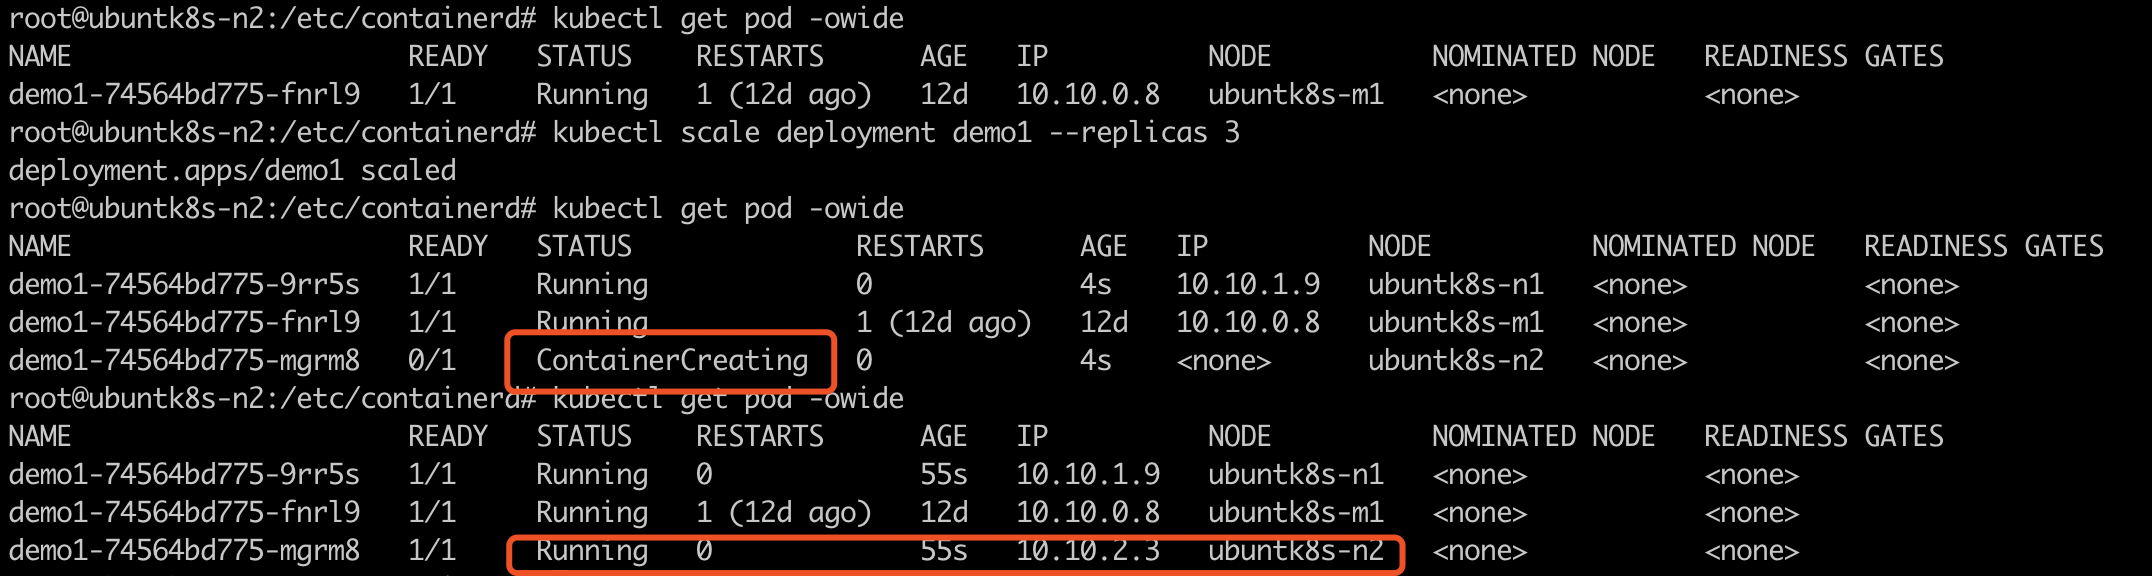 root@ubuntk8s-n2:/etc/containerd# kubectl get pod -owide
NAME                     READY   STATUS    RESTARTS      AGE   IP          NODE          NOMINATED NODE   READINESS GATES
demo1-74564bd775-fnrl9   1/1     Running   1 (12d ago)   12d   10.10.0.8   ubuntk8s-m1   <none>           <none>
root@ubuntk8s-n2:/etc/containerd# kubectl scale deployment demo1 --replicas 3
deployment.apps/demo1 scaled
root@ubuntk8s-n2:/etc/containerd# kubectl get pod -owide
NAME                     READY   STATUS              RESTARTS      AGE   IP          NODE          NOMINATED NODE   READINESS GATES
demo1-74564bd775-9rr5s   1/1     Running             0             4s    10.10.1.9   ubuntk8s-n1   <none>           <none>
demo1-74564bd775-fnrl9   1/1     Running             1 (12d ago)   12d   10.10.0.8   ubuntk8s-m1   <none>           <none>
demo1-74564bd775-mgrm8   0/1     ContainerCreating   0             4s    <none>      ubuntk8s-n2   <none>           <none>
root@ubuntk8s-n2:/etc/containerd# kubectl get pod -owide
NAME                     READY   STATUS    RESTARTS      AGE   IP          NODE          NOMINATED NODE   READINESS GATES
demo1-74564bd775-9rr5s   1/1     Running   0             55s   10.10.1.9   ubuntk8s-n1   <none>           <none>
demo1-74564bd775-fnrl9   1/1     Running   1 (12d ago)   12d   10.10.0.8   ubuntk8s-m1   <none>           <none>
demo1-74564bd775-mgrm8   1/1     Running   0             55s   10.10.2.3   ubuntk8s-n2   <none>           <none>